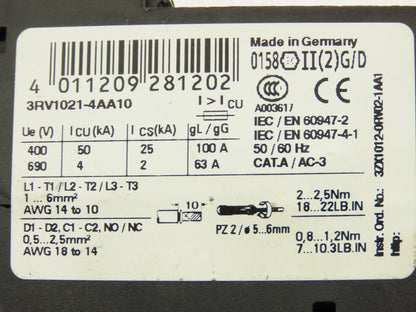 Made in Germany
0158 Ex II(2)G/D
4 011209 281202
3RV1021-4AA10
I > I CU
CCC
A003617
Ue (V) I CU(kA) I CS(kA) gL / gG
400 50 25 100 A
690 4 2 63 A
IEC / EN 60947-2
IEC / EN 60947-4-1
50 / 60 Hz
CAT.A / AC-3
L1 - T1 / L2 - T2 / L3 - T3
1 ... 6mm²
AWG 14 to 10
D1 - D2, C1 - C2, NO / NC
0,5...2,5mm²
AWG 18 to 14
10
PZ 2 / ø 5...6mm
2 ... 2,5Nm
18...22LB.IN
0,8...1,2Nm
7...10.3LB.IN
Instr. Ord. No.: 3ZX1012-0RV02-1AA1